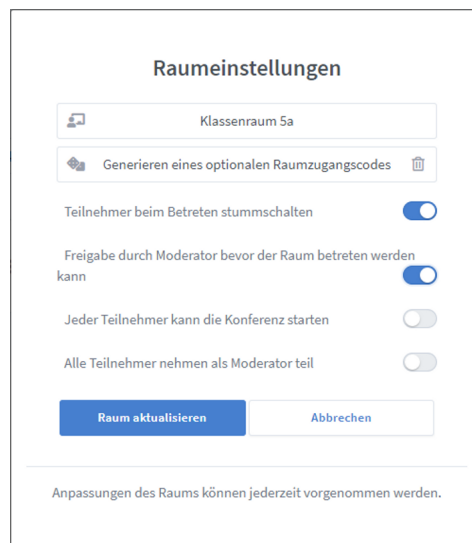 Raumeinstellungen
Klassenraum 5a
Generieren eines optionalen Raumzugangscodes
Teilnehmer beim Betreten stummschalten
Freigabe durch Moderator bevor der Raum betreten werden
kann
Jeder Teilnehmer kann die Konferenz starten
Alle Teilnehmer nehmen als Moderator teil
Raum aktualisieren Abbrechen
Anpassungen des Raums können jederzeit vorgenommen werden.